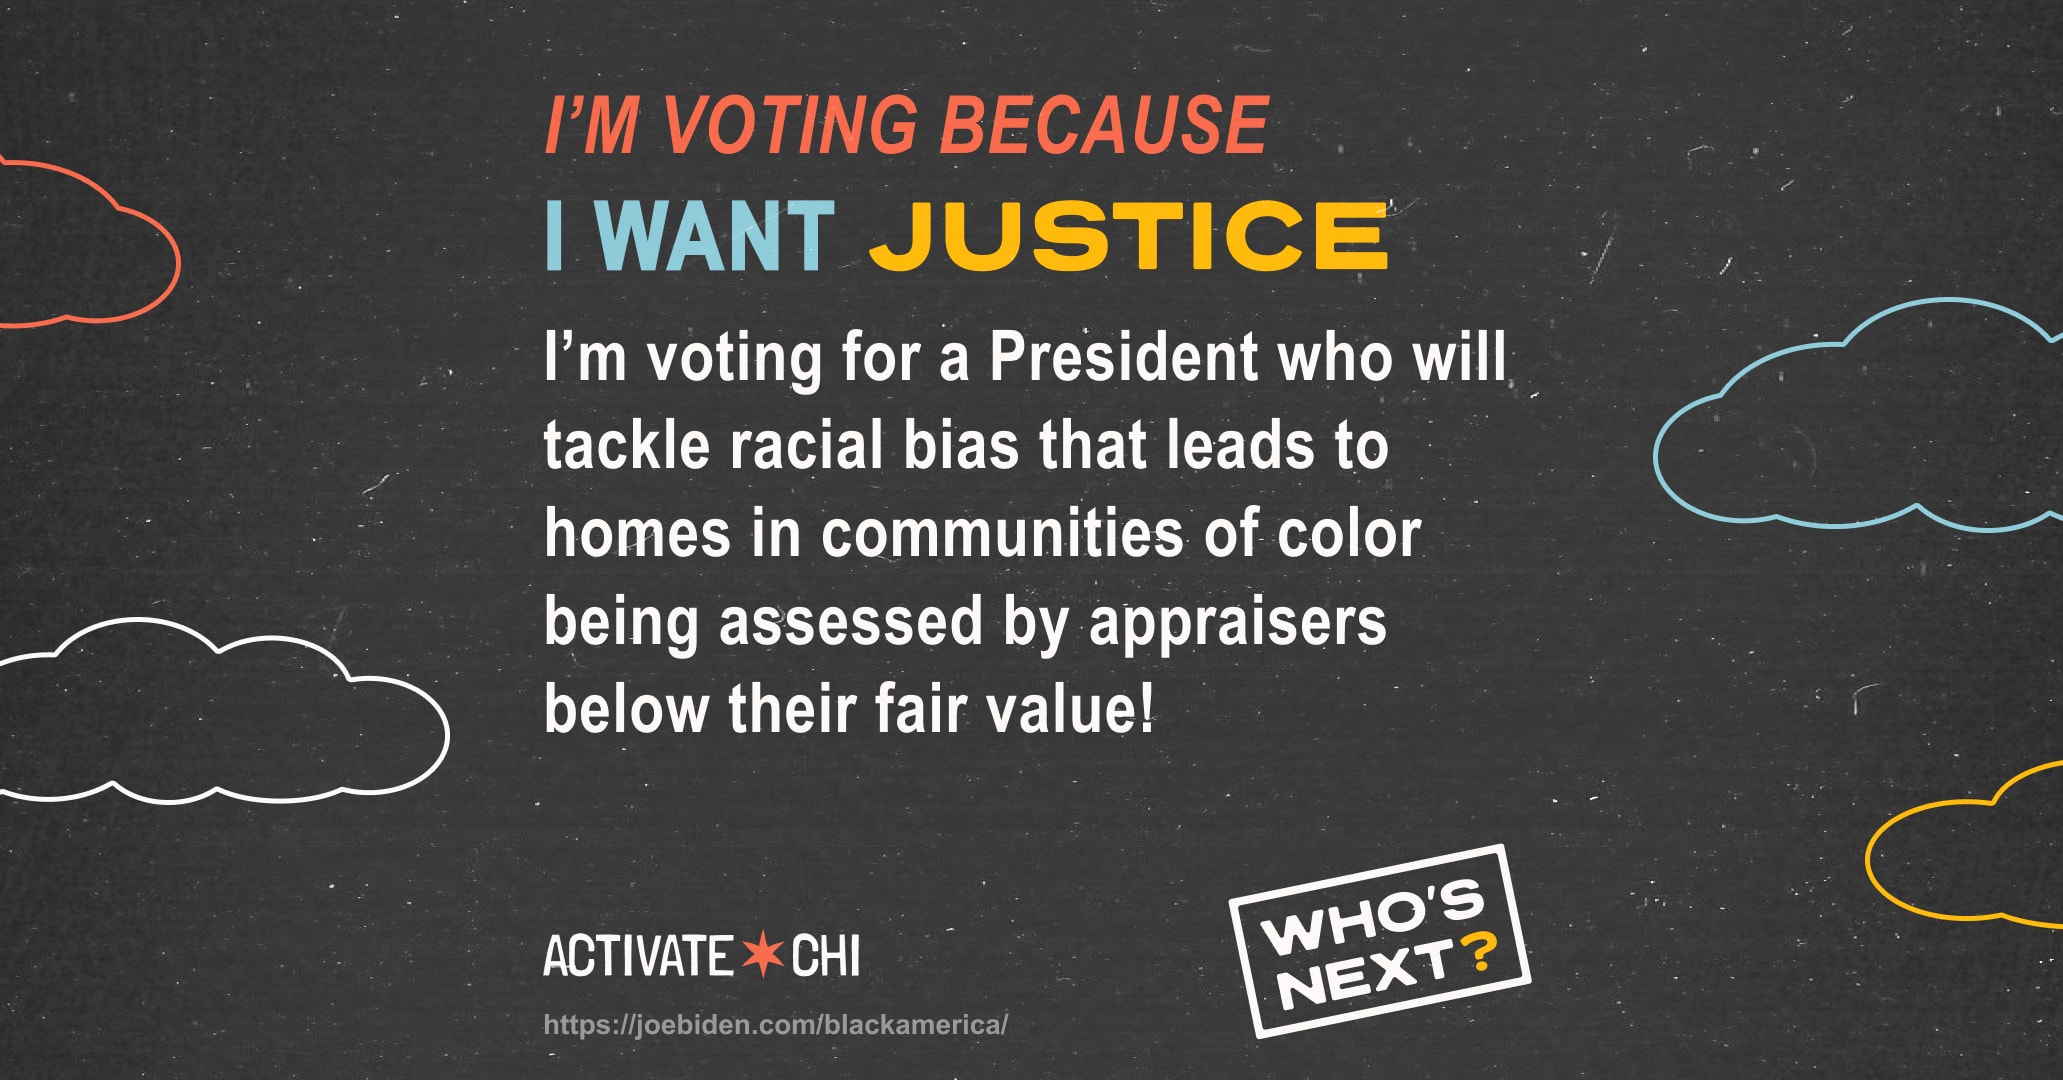 I’M VOTING BECAUSE
I WANT JUSTICE
I’m voting for a President who will
tackle racial bias that leads to
homes in communities of color
being assessed by appraisers
below their fair value!
WHO’S
NEXT?
ACTIVATE CHI
https://joebiden.com/blackamerica/